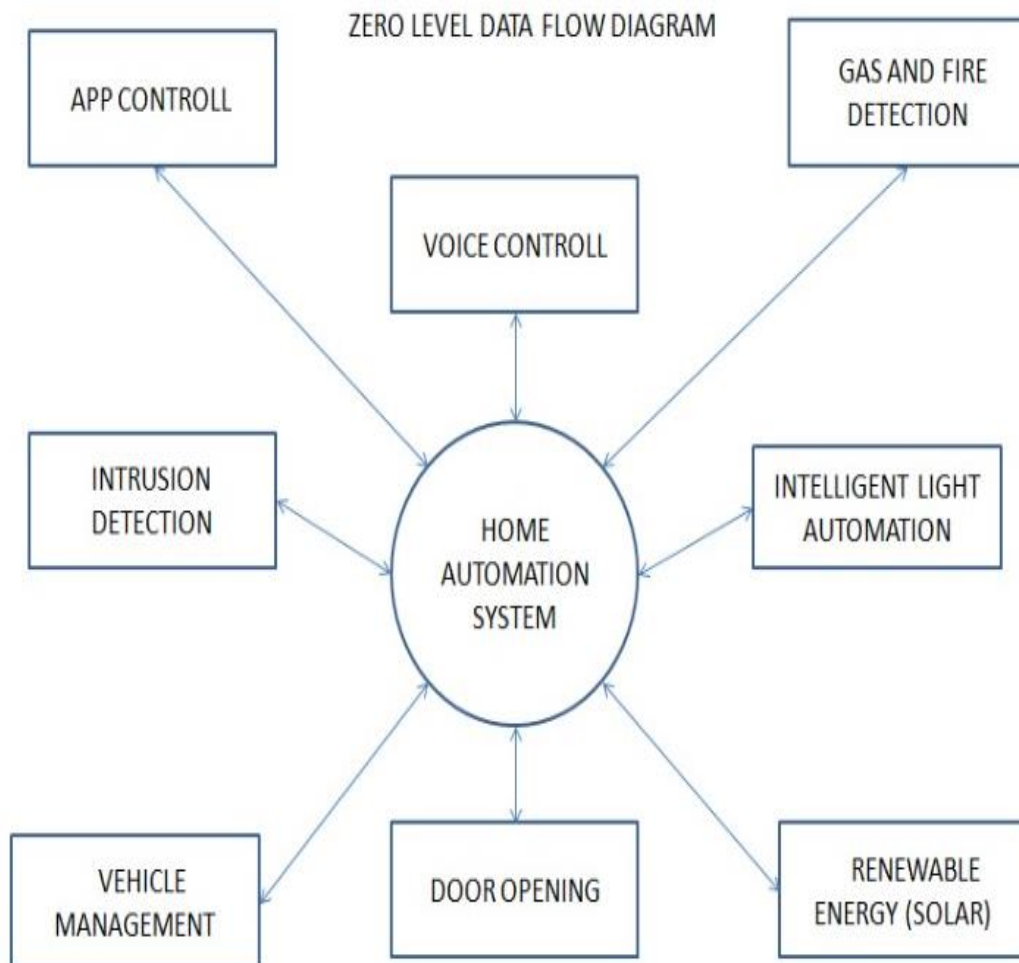 ZERO LEVEL DATA FLOW DIAGRAM
APP CONTROLL
GAS AND FIRE
DETECTION
VOICE CONTROLL
INTRUSION
DETECTION
HOME
AUTOMATION
SYSTEM
INTELLIGENT LIGHT
AUTOMATION
VEHICLE
MANAGEMENT
DOOR OPENING
RENEWABLE
ENERGY (SOLAR)